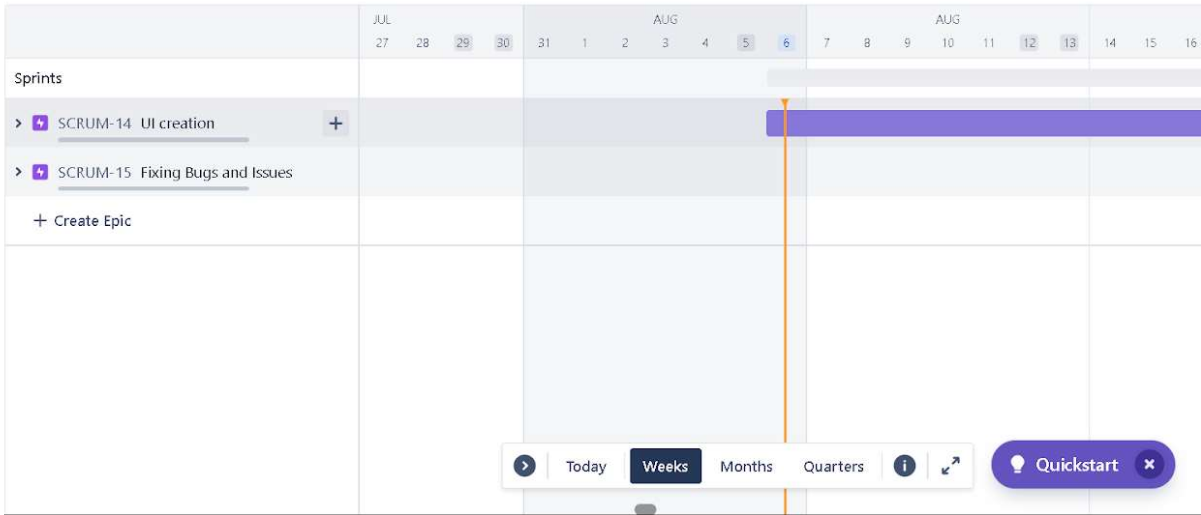 JUL AUG AUG
27 28 29 30 31 1 2 3 4 5 6 7 8 9 10 11 12 13 14 15 16
Sprints
SCRUM-14 UI creation +
SCRUM-15 Fixing Bugs and Issues
+ Create Epic
Today Weeks Months Quarters Quickstart